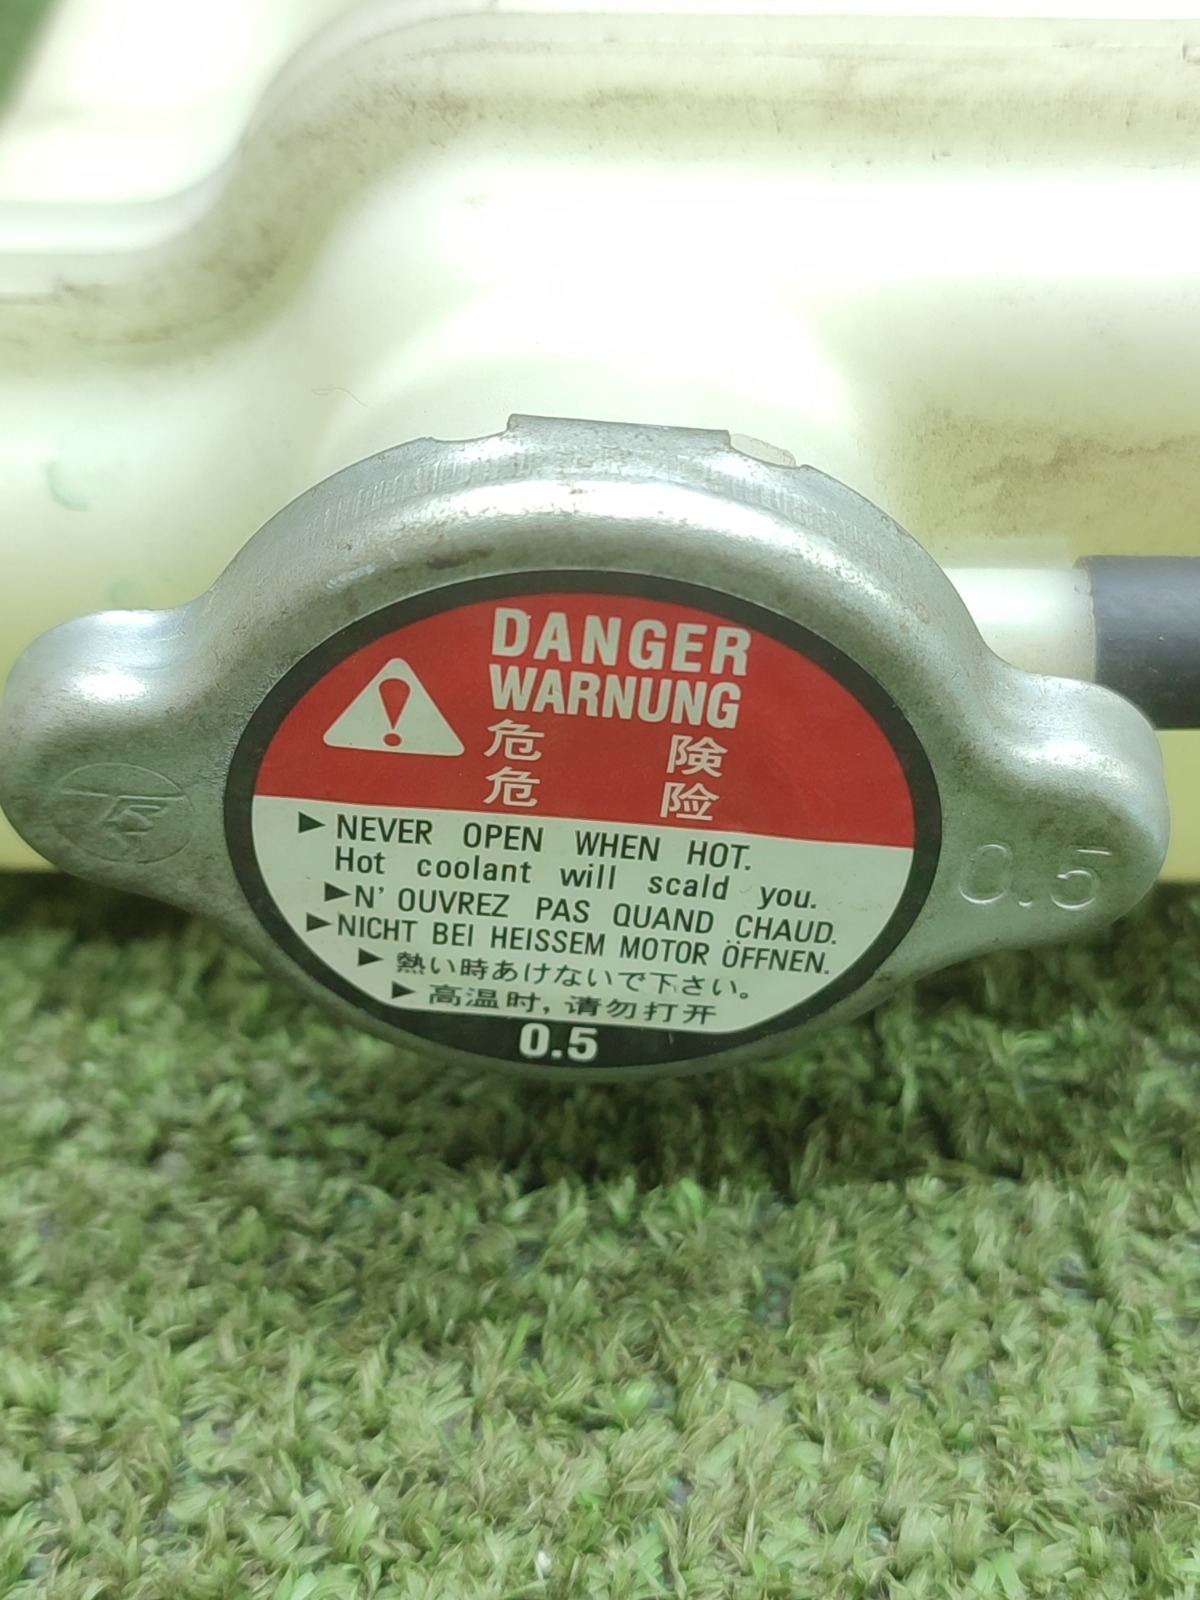 DANGER
WARNUNG
危 険
危 险
▶ NEVER OPEN WHEN HOT.
Hot coolant will scald you.
▶ N' OUVREZ PAS QUAND CHAUD.
▶ NICHT BEI HEISSEM MOTOR ÖFFNEN.
▶ 熱い時あけないで下さい。
▶ 高温时，请勿打开
0.5
0.5